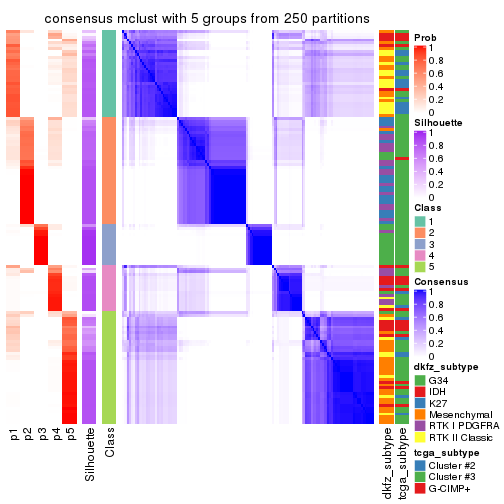 consensus mclust with 5 groups from 250 partitions
p1
p2
p3
p4
p5
Silhouette
Class
dkfz_subtype
tcga_subtype
Prob
1
0.8
0.6
0.4
0.2
0
Silhouette
1
0.8
0.6
0.4
0.2
0
Class
1
2
3
4
5
Consensus
1
0.8
0.6
0.4
0.2
0
dkfz_subtype
G34
IDH
K27
Mesenchymal
RTK I PDGFRA
RTK II Classic
tcga_subtype
Cluster #2
Cluster #3
G-CIMP+